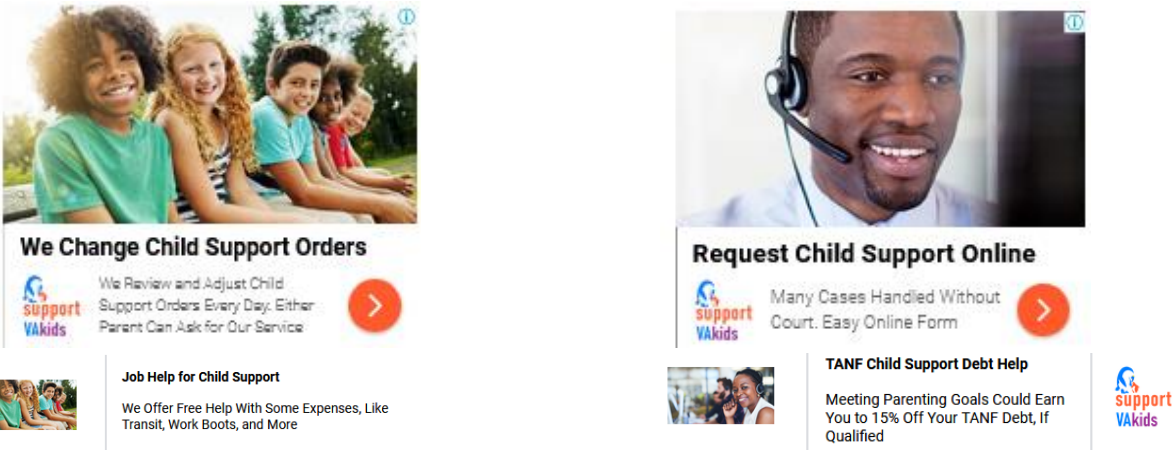 We Change Child Support Orders
support
VAkids
We Review and Adjust Child
Support Orders Every Day. Either
Parent Can Ask for Our Service
Job Help for Child Support
We Offer Free Help With Some Expenses, Like
Transit, Work Boots, and More
Request Child Support Online
support
VAkids
Many Cases Handled Without
Court. Easy Online Form
TANF Child Support Debt Help
Meeting Parenting Goals Could Earn
You to 15% Off Your TANF Debt, If
Qualified
support
VAkids